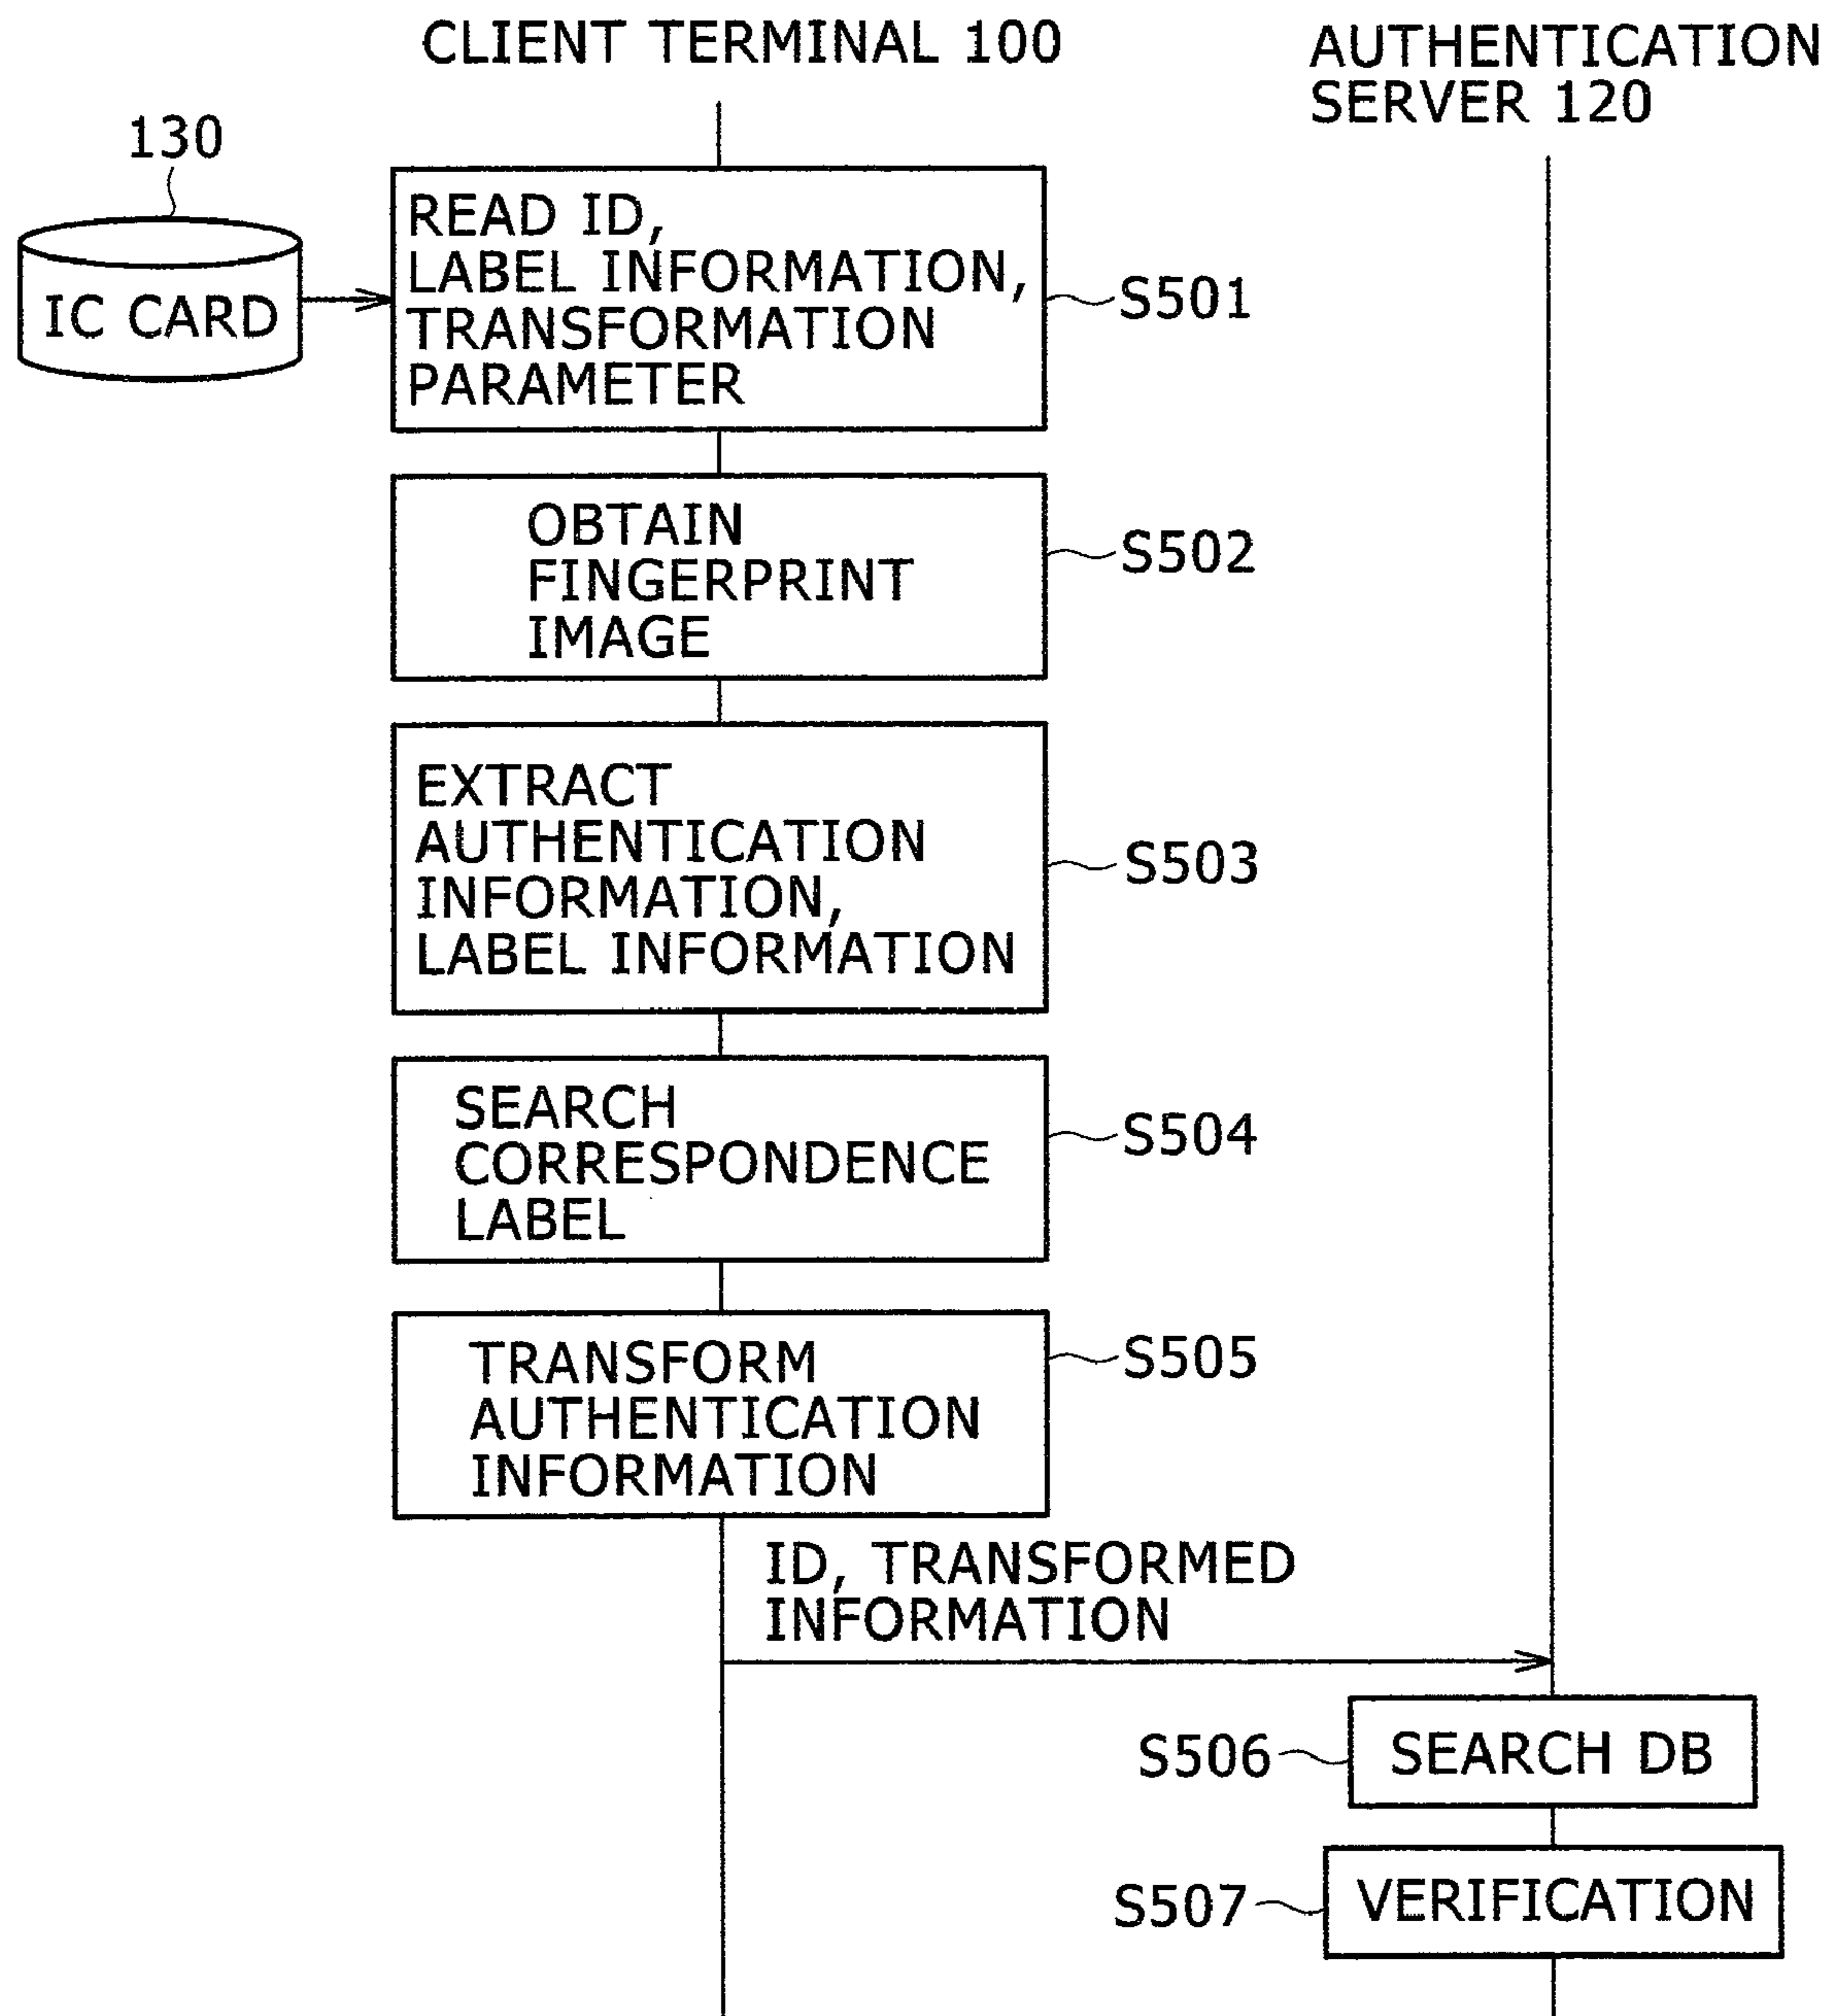 CLIENT TERMINAL 100
AUTHENTICATION
SERVER 120
130
IC CARD
READ ID,
LABEL INFORMATION,
TRANSFORMATION
PARAMETER
S501
OBTAIN
FINGERPRINT
IMAGE
S502
EXTRACT
AUTHENTICATION
INFORMATION,
LABEL INFORMATION
S503
SEARCH
CORRESPONDENCE
LABEL
S504
TRANSFORM
AUTHENTICATION
INFORMATION
S505
ID, TRANSFORMED
INFORMATION
S506
SEARCH DB
S507
VERIFICATION